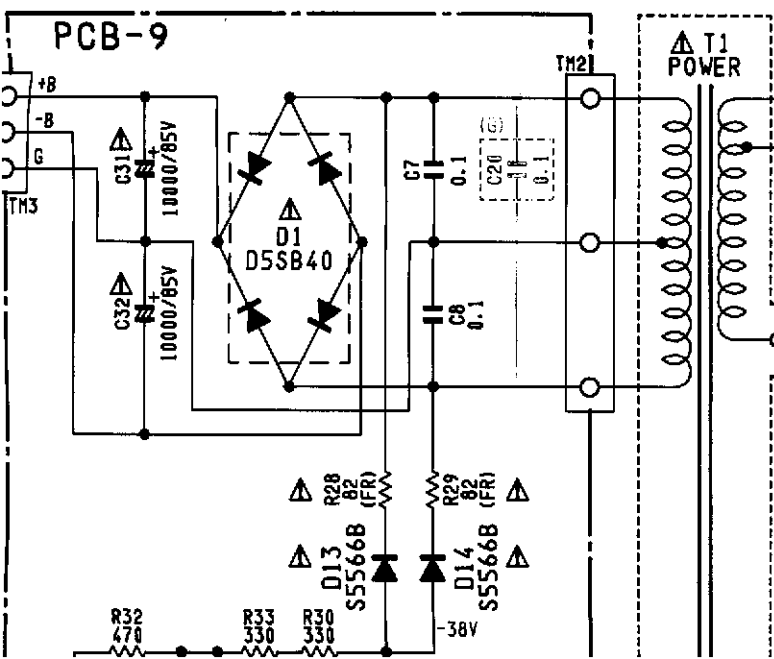 PCB-9
T1
POWER
TM2
+B
-B
G
TM3
C31
10000/85V
+
C32
10000/85V
+
D1
D5SB40
C7
0.1
(G)
C20
0.1
C8
0.1
R28
82
(FR)
R29
82
(FR)
D13
S5566B
D14
S5566B
R32
470
R33
330
R30
330
-38V